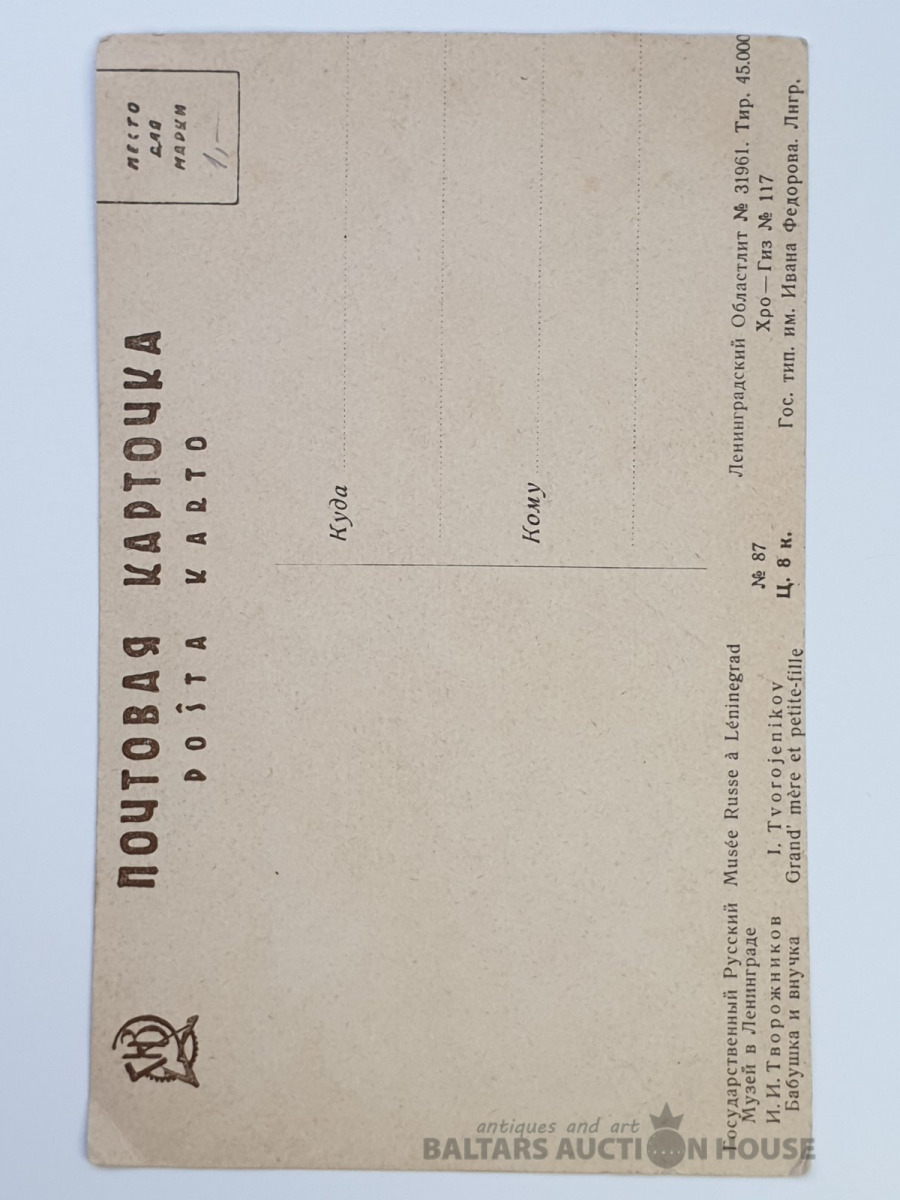 ПОЧТОВАЯ КАРТОЧКА
POŜTA KARTO
МЕСТО
ДЛЯ
МАРКИ
1,—
Куда
Кому
Государственный Русский
Музей в Ленинграде
И. И. Творожников
Бабушка и внучка
Musée Russe à Léninegrad
I. Tvorojenikov
Grand' mère et petite-fille
№ 87
Ц. 8 к.
Ленинградский Областлит № 31961. Тир. 45.000
Хро—Гиз № 117
Гос. тип. им. Ивана Федорова. Лнгр.
antiques and art
BALTARS AUCTION HOUSE